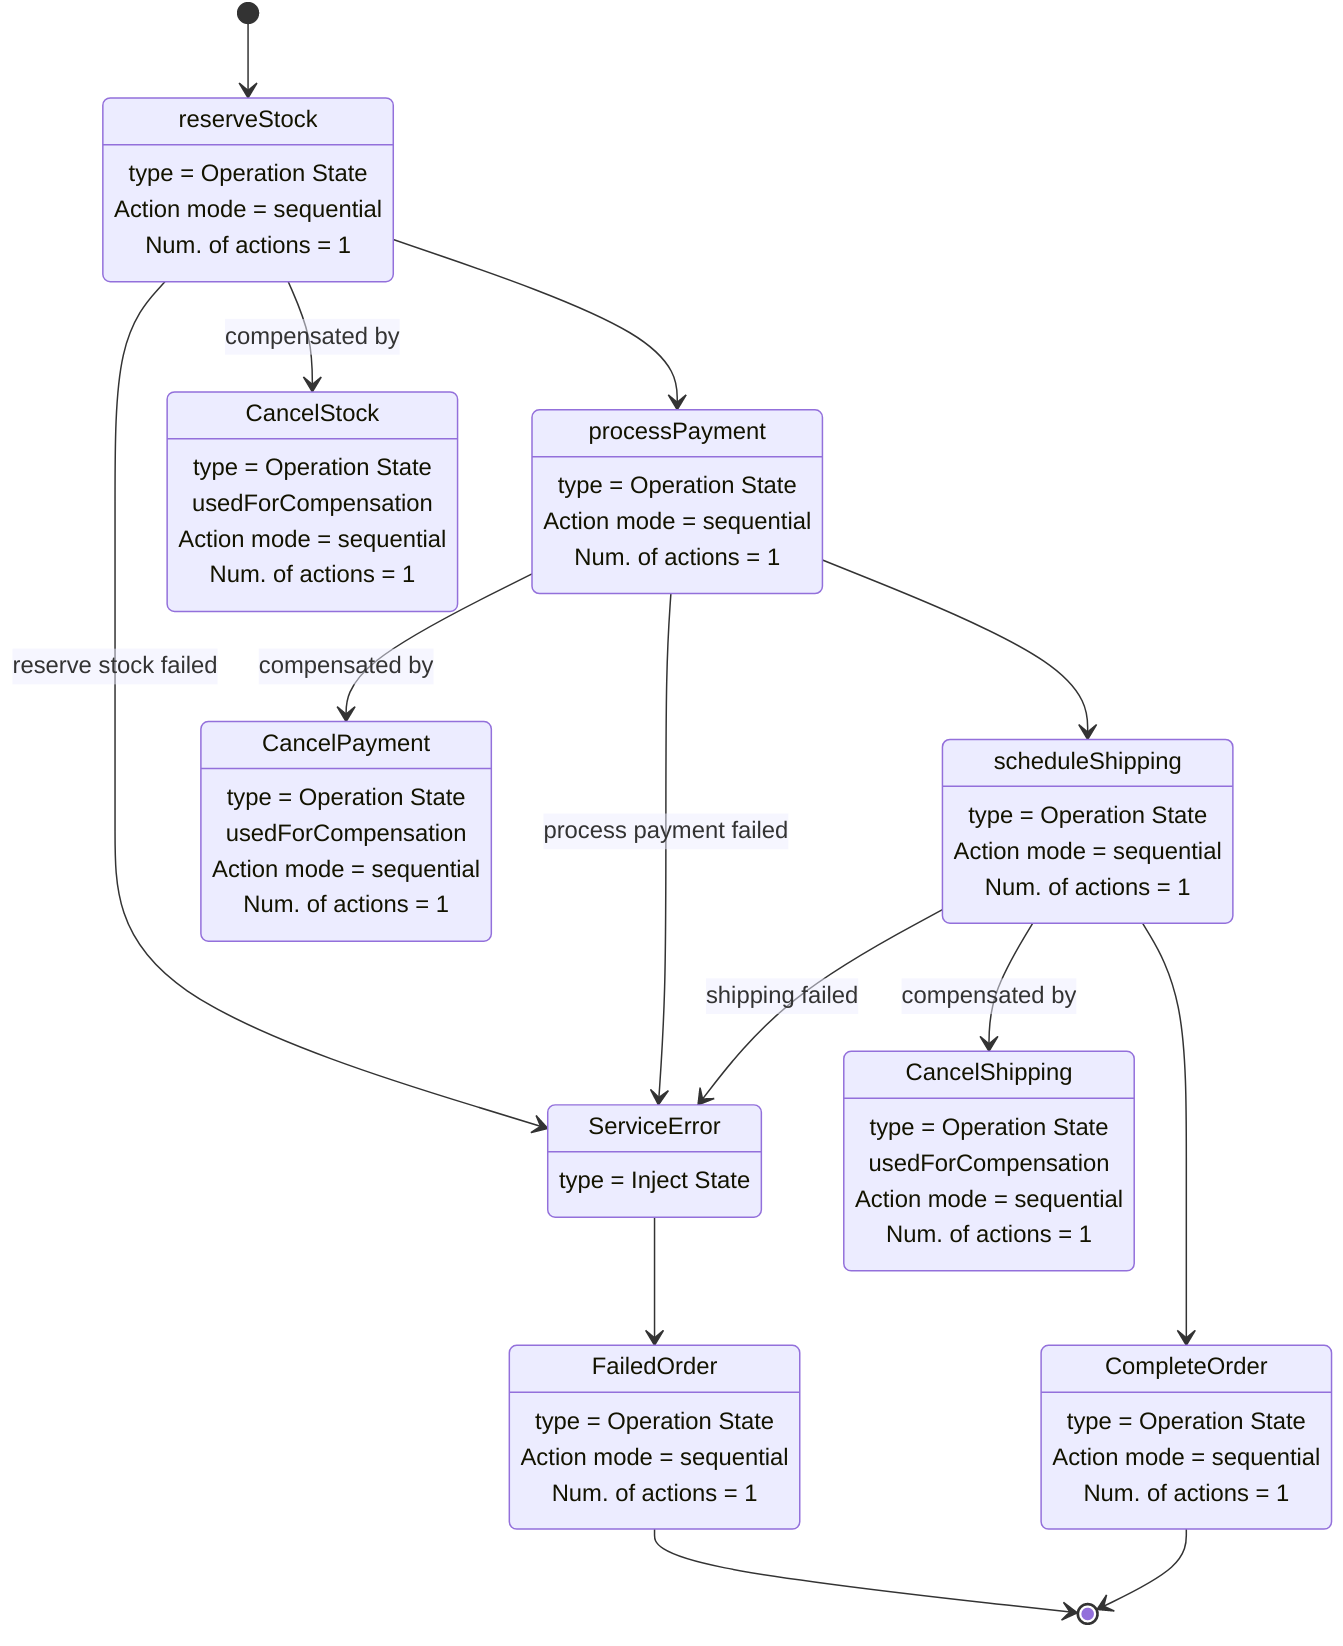 reserveStock
type = Operation State
Action mode = sequential
Num. of actions = 1
compensated by
CancelStock
type = Operation State
usedForCompensation
Action mode = sequential
Num. of actions = 1
processPayment
type = Operation State
Action mode = sequential
Num. of actions = 1
reserve stock failed
compensated by
CancelPayment
type = Operation State
usedForCompensation
Action mode = sequential
Num. of actions = 1
process payment failed
scheduleShipping
type = Operation State
Action mode = sequential
Num. of actions = 1
shipping failed
compensated by
CancelShipping
type = Operation State
usedForCompensation
Action mode = sequential
Num. of actions = 1
ServiceError
type = Inject State
FailedOrder
type = Operation State
Action mode = sequential
Num. of actions = 1
CompleteOrder
type = Operation State
Action mode = sequential
Num. of actions = 1